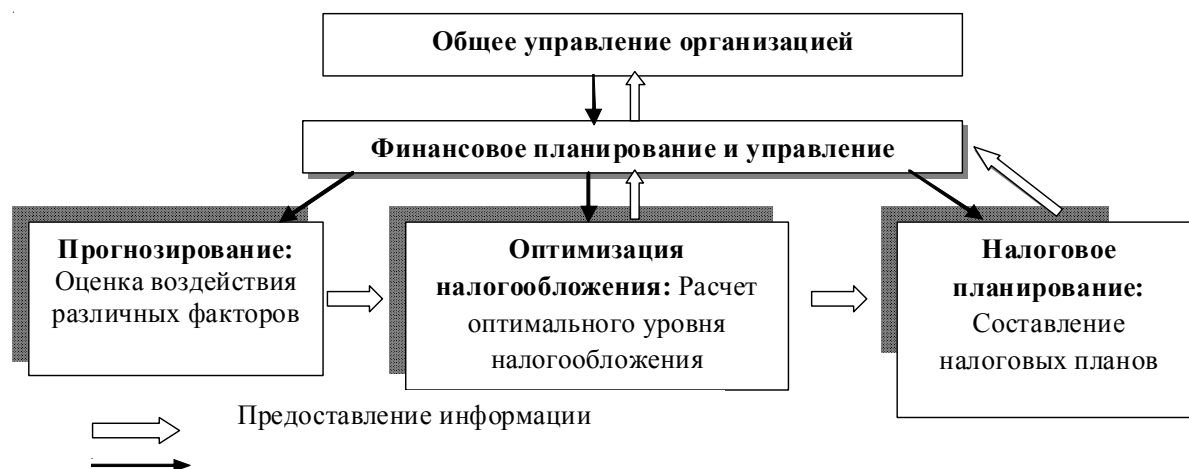 Общее управление организацией
Финансовое планирование и управление
Прогнозирование:
Оценка воздействия
различных факторов
Оптимизация
налогообложения: Расчет
оптимального уровня
налогообложения
Налоговое
планирование:
Составление
налоговых планов
Предоставление информации